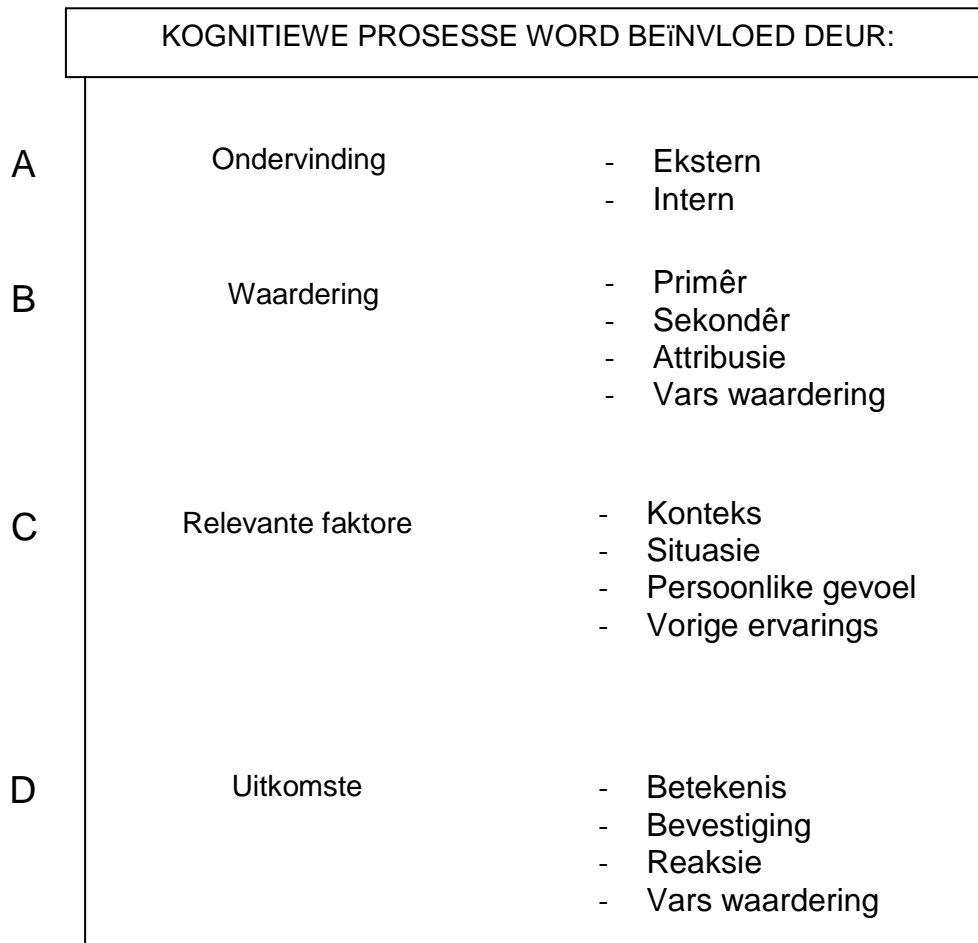 KOGNITIEWE PROSESSE WORD BEïNVLOED DEUR:
A Ondervinding - Ekstern
- Intern
B Waardering - Primêr
- Sekondêr
- Attribusie
- Vars waardering
C Relevante faktore - Konteks
- Situasie
- Persoonlike gevoel
- Vorige ervarings
D Uitkomste - Betekenis
- Bevestiging
- Reaksie
- Vars waardering